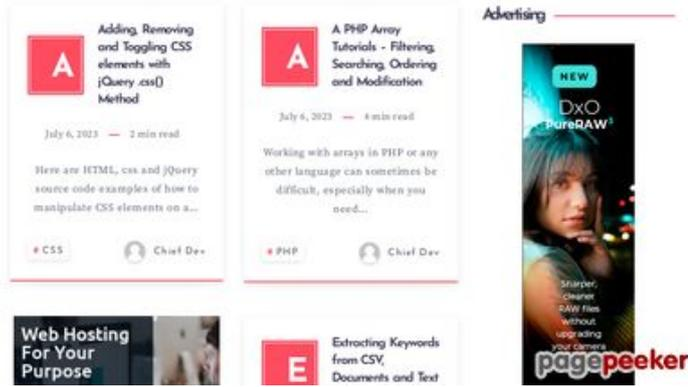 Adding, Removing
and Toggling CSS
elements with
jQuery .css()
Method
A
July 6, 2023 — 2 min read
Here are HTML, css and jQuery
source code examples of how to
manipulate CSS elements on a...
# CSS
Chief Dev
A PHP Array
Tutorials - Filtering,
Searching, Ordering
and Modification
A
July 6, 2023 — 4 min read
Working with arrays in PHP or any
other language can sometimes be
difficult, especially when you
need...
# PHP
Chief Dev
Web Hosting
For Your
Purpose
E
Extracting Keywords
from CSV,
Documents and Text
Advertising
NEW
DxO
PureRAW3
Sharper,
cleaner
RAW files
without
upgrading
your camera
pagepeeker